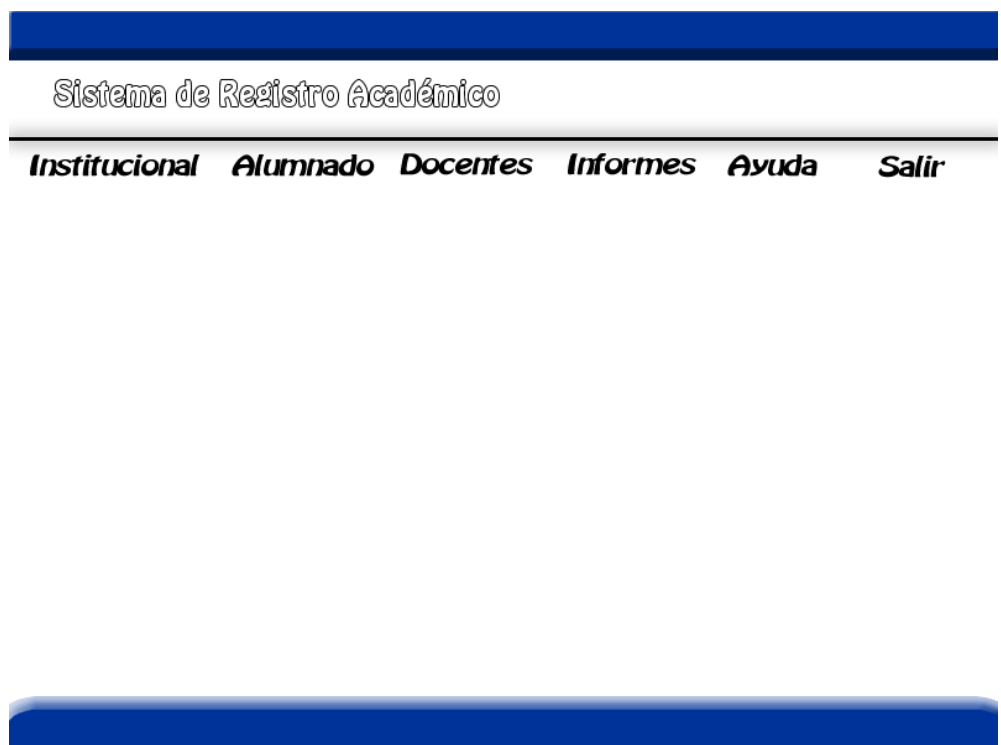 Sistema de Registro Académico
Institucional Alumnado Docentes Informes Ayuda Salir